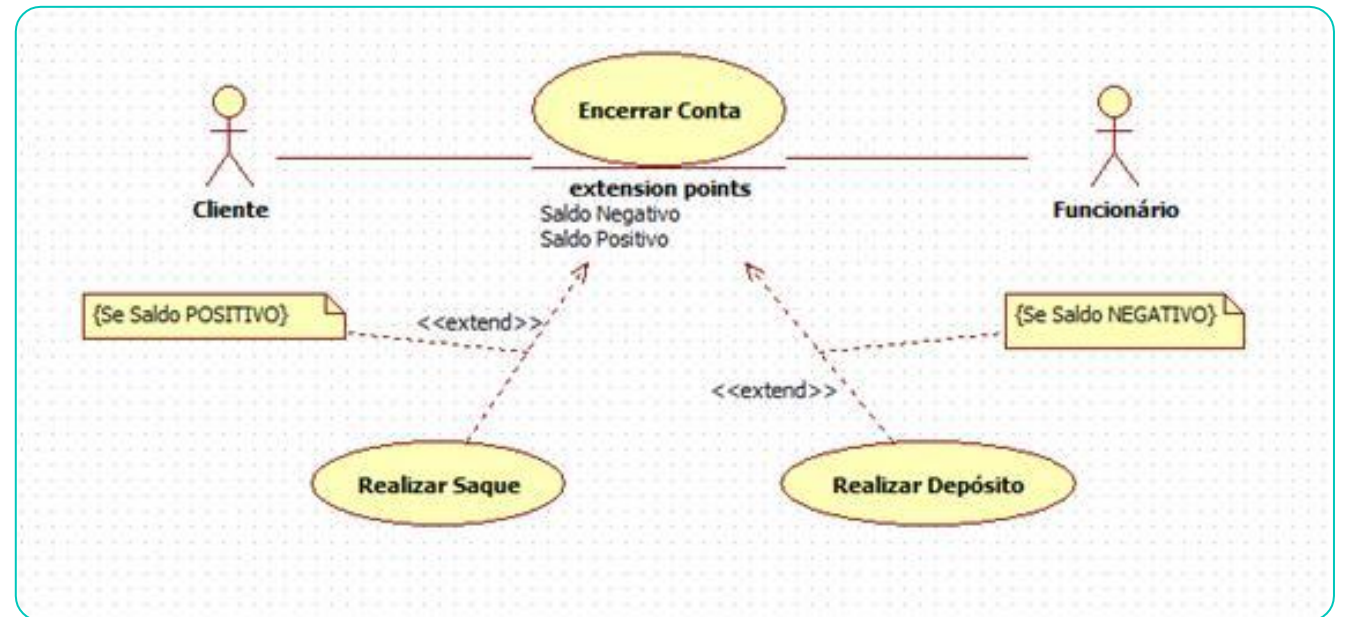 Encerrar Conta
extension points
Saldo Negativo
Saldo Positivo
Cliente
Funcionário
{Se Saldo POSITIVO}
<<extend>>
{Se Saldo NEGATIVO}
<<extend>>
Realizar Saque
Realizar Depósito